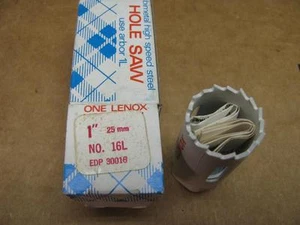 bimetal high speed steel
HOLE SAW
use arbor 1L
ONE LENOX
1" 25 mm
NO. 16L
EDP 30016